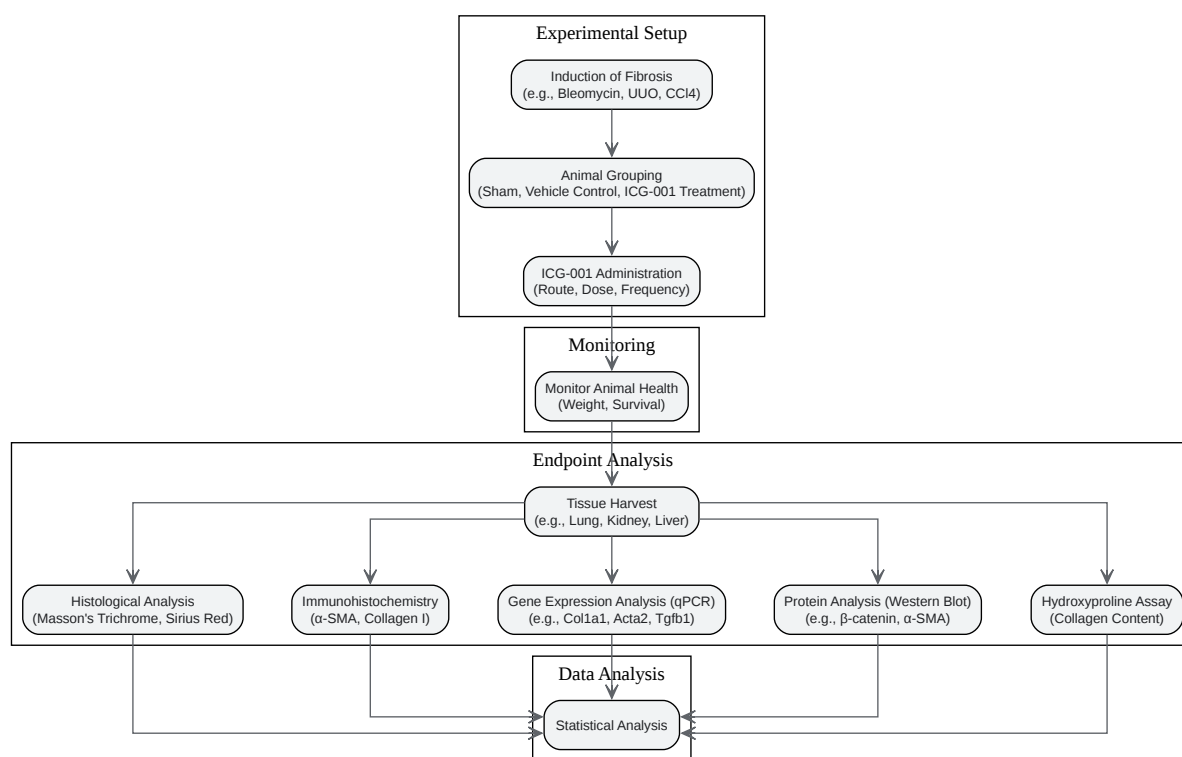 Experimental Setup
Induction of Fibrosis
(e.g., Bleomycin, UUO, CCl4)
Animal Grouping
(Sham, Vehicle Control, ICG-001 Treatment)
ICG-001 Administration
(Route, Dose, Frequency)
Monitoring
Monitor Animal Health
(Weight, Survival)
Endpoint Analysis
Tissue Harvest
(e.g., Lung, Kidney, Liver)
Histological Analysis
(Masson's Trichrome, Sirius Red)
Immunohistochemistry
(α-SMA, Collagen I)
Gene Expression Analysis (qPCR)
(e.g., Col1a1, Acta2, Tgfb1)
Protein Analysis (Western Blot)
(e.g., β-catenin, α-SMA)
Hydroxyproline Assay
(Collagen Content)
Data Analysis
Statistical Analysis